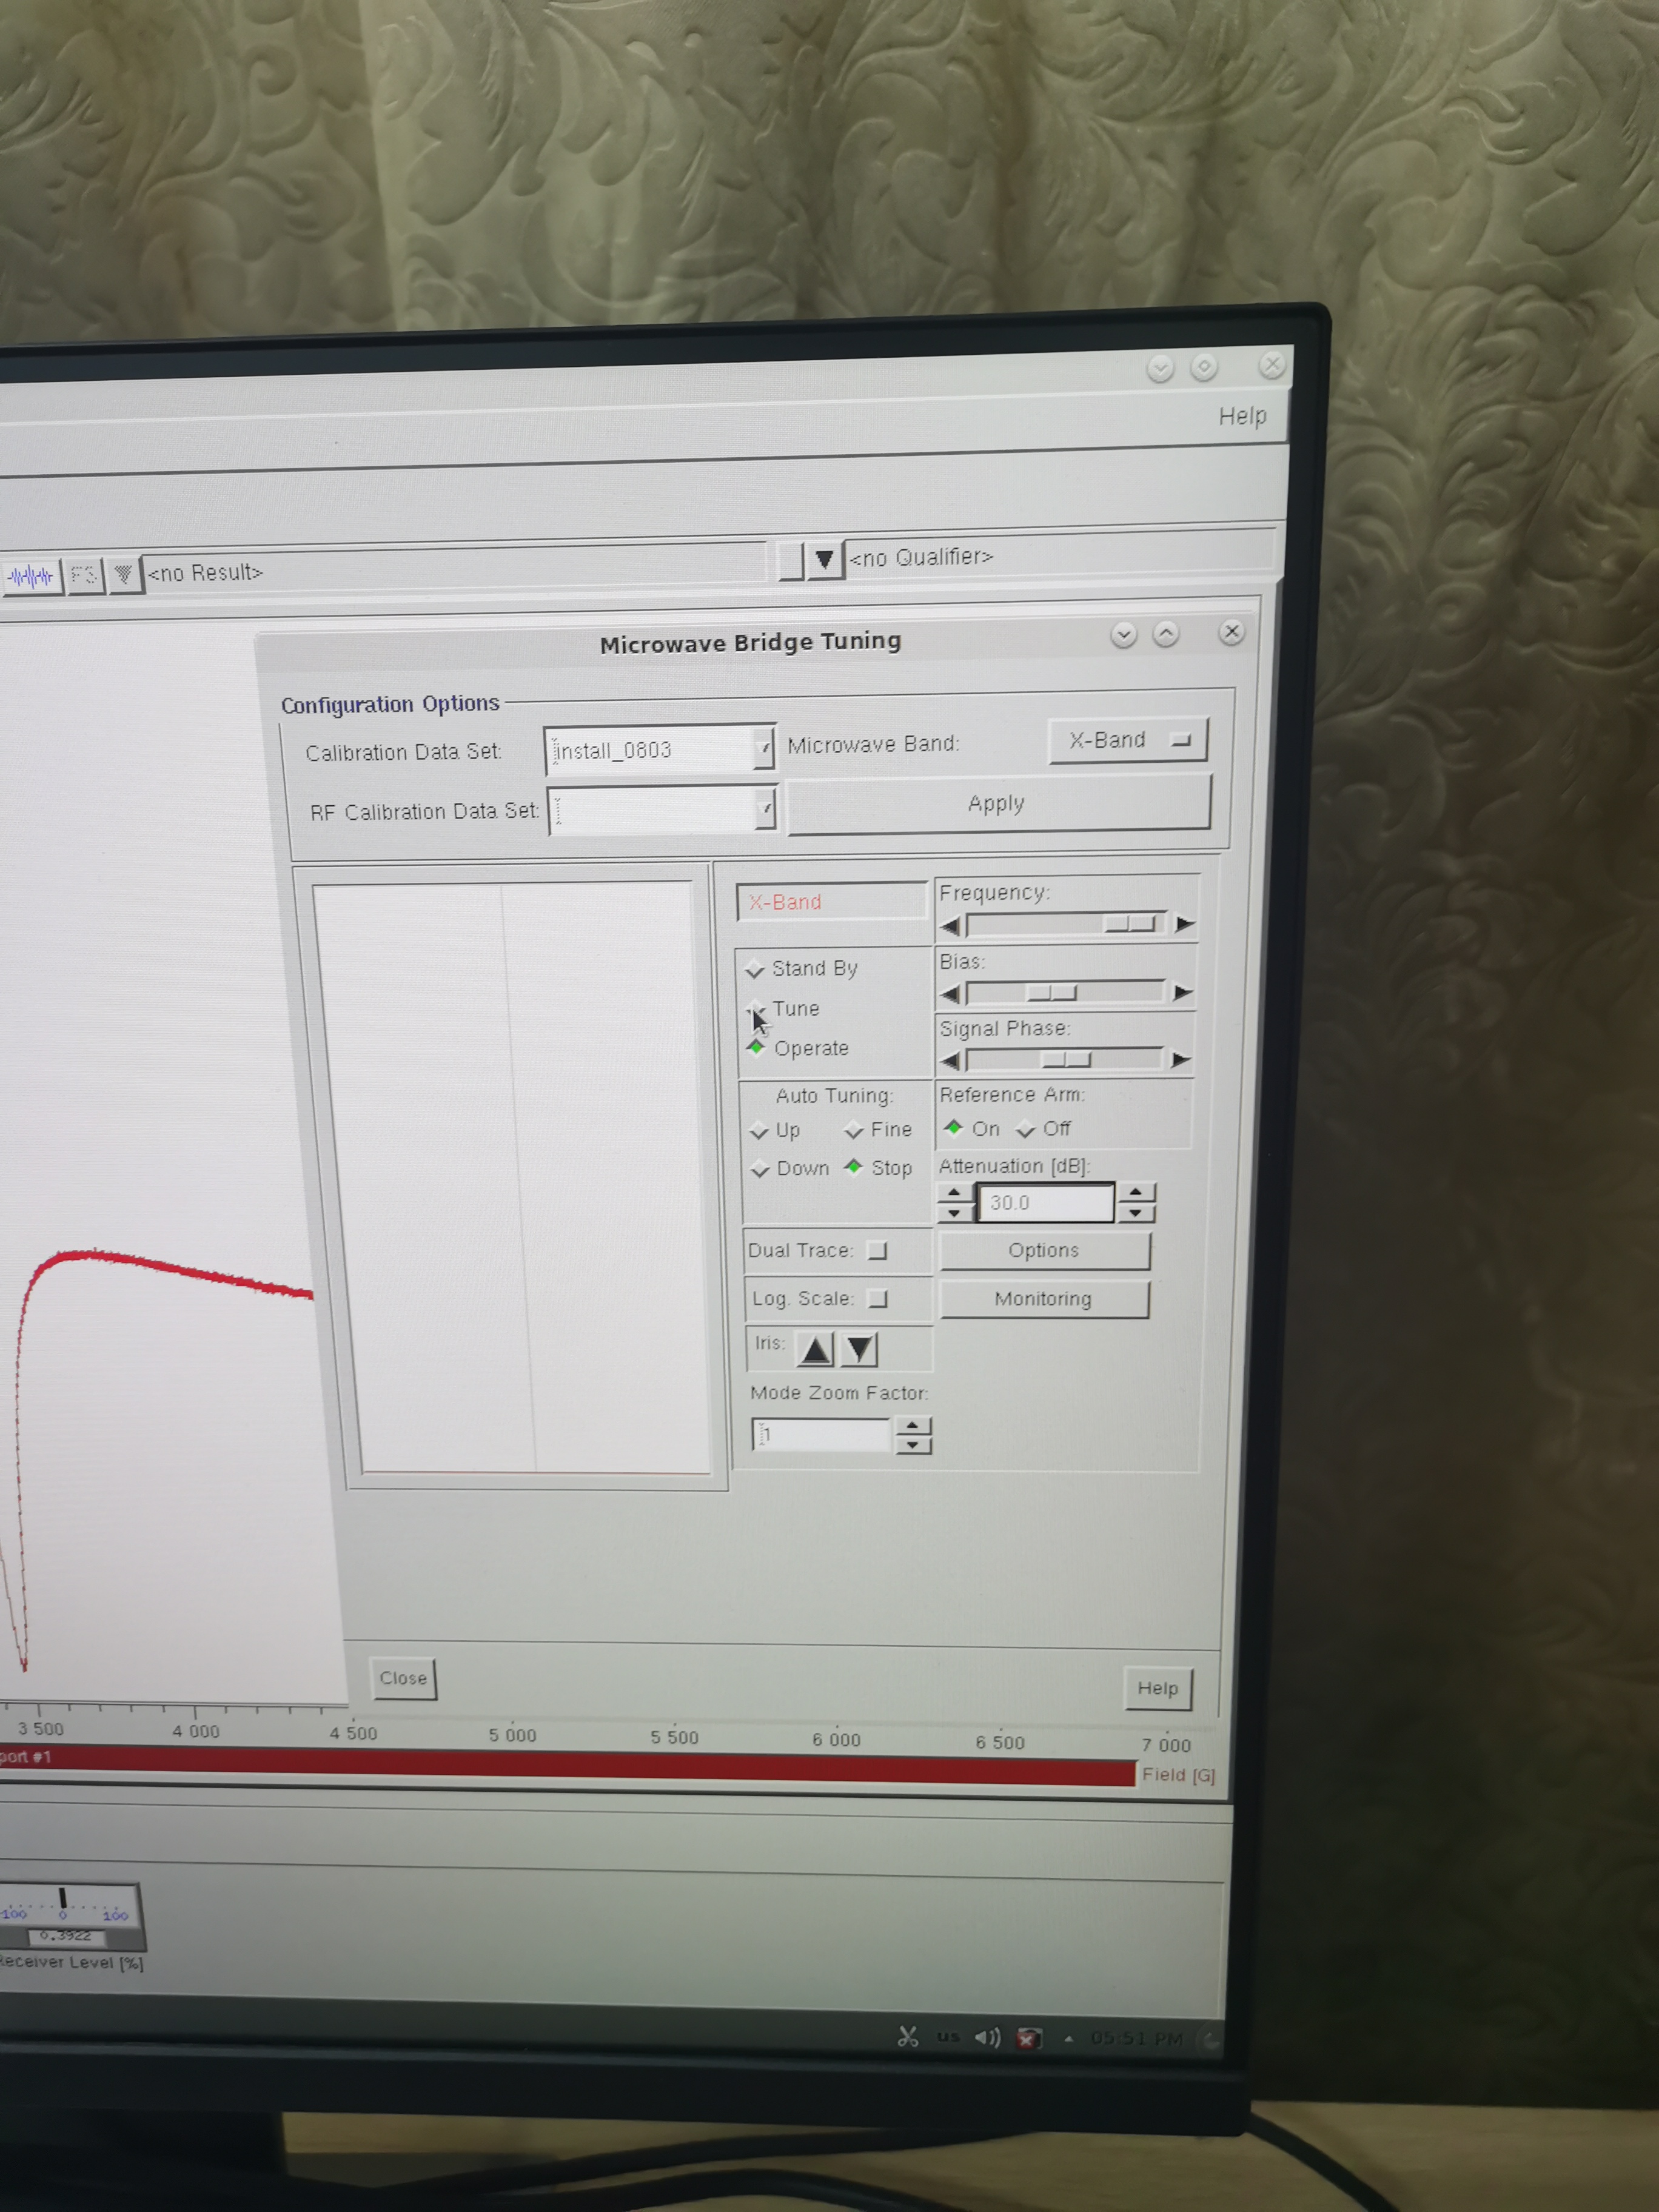 Help
FS <no Result> <no Qualifier>
Microwave Bridge Tuning
Configuration Options
Calibration Data Set: install_0803 Microwave Band: X-Band
RF Calibration Data Set: Apply
X-Band Frequency:
Stand By Bias:
Tune
Operate Signal Phase:
Auto Tuning: Reference Arm:
Up Fine On Off
Down Stop Attenuation [dB]:
30.0
Dual Trace: Options
Log. Scale: Monitoring
Iris:
Mode Zoom Factor:
1
Close Help
3 500 4 000 4 500 5 000 5 500 6 000 6 500 7 000
port #1 Field [G]
100 0 100
0.3922
Receiver Level [%]
us 05:51 PM